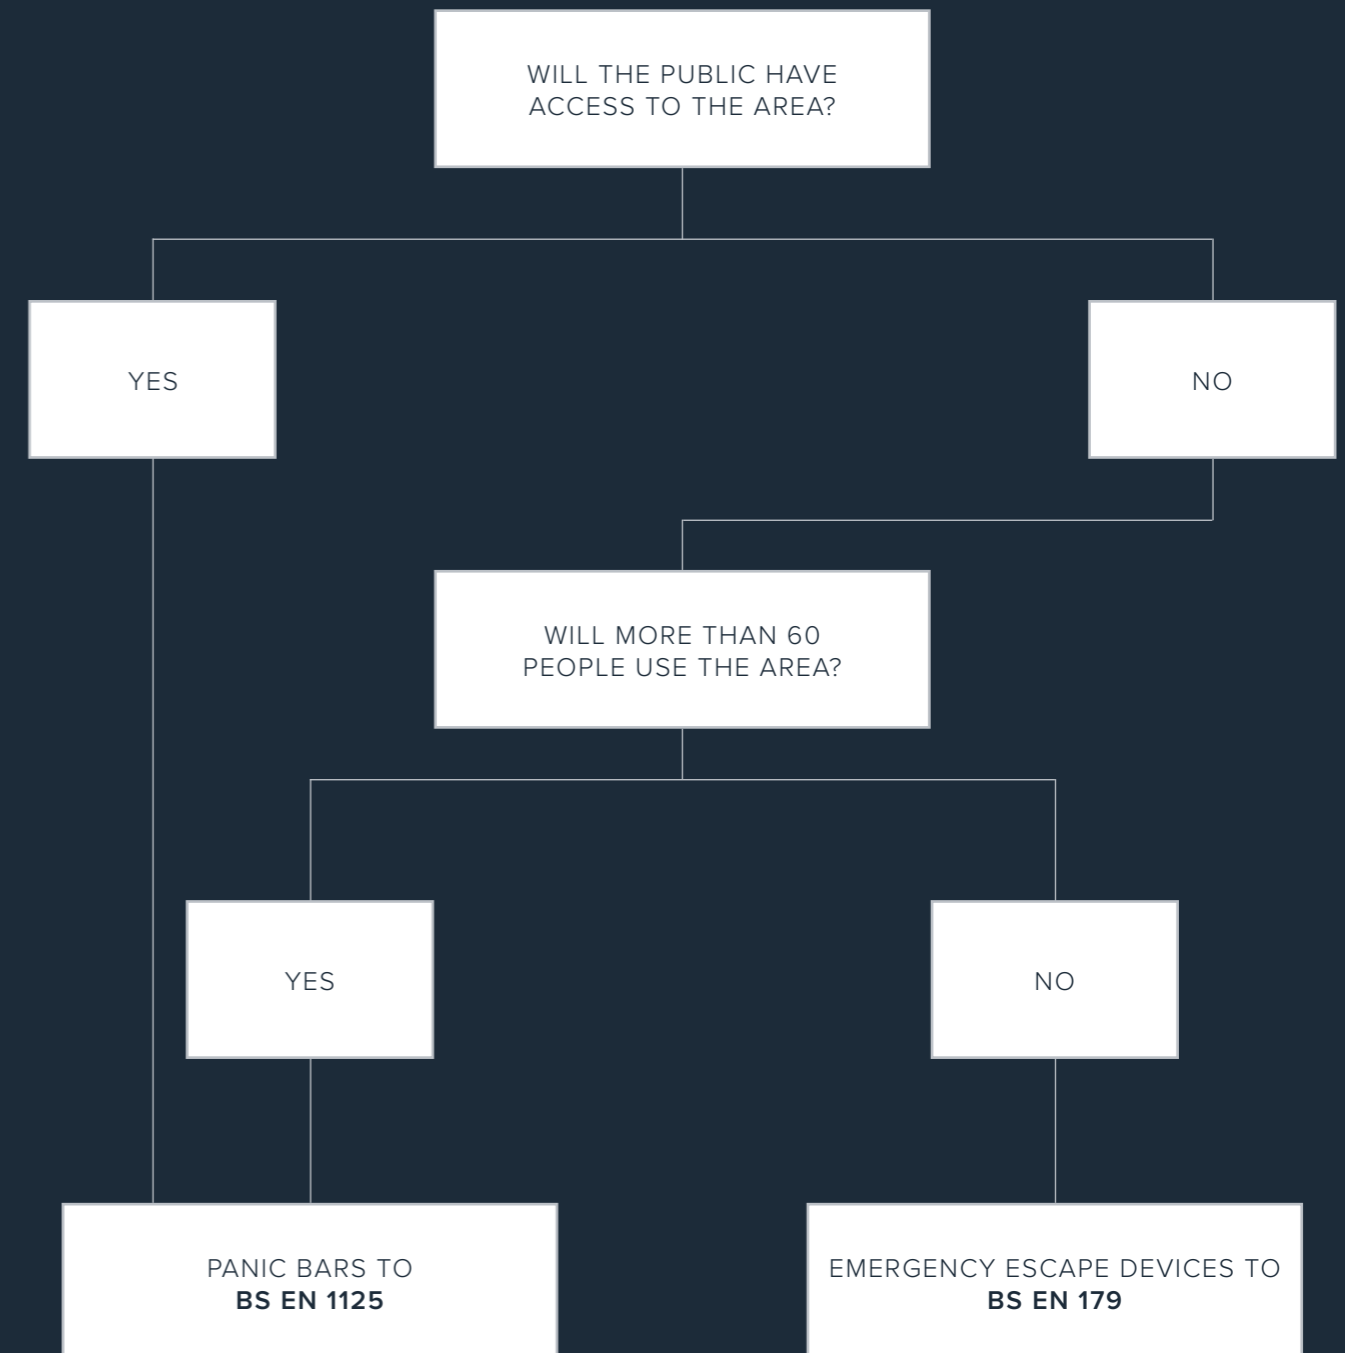 WILL THE PUBLIC HAVE
ACCESS TO THE AREA?
YES
NO
WILL MORE THAN 60
PEOPLE USE THE AREA?
YES
NO
PANIC BARS TO
BS EN 1125
EMERGENCY ESCAPE DEVICES TO
BS EN 179